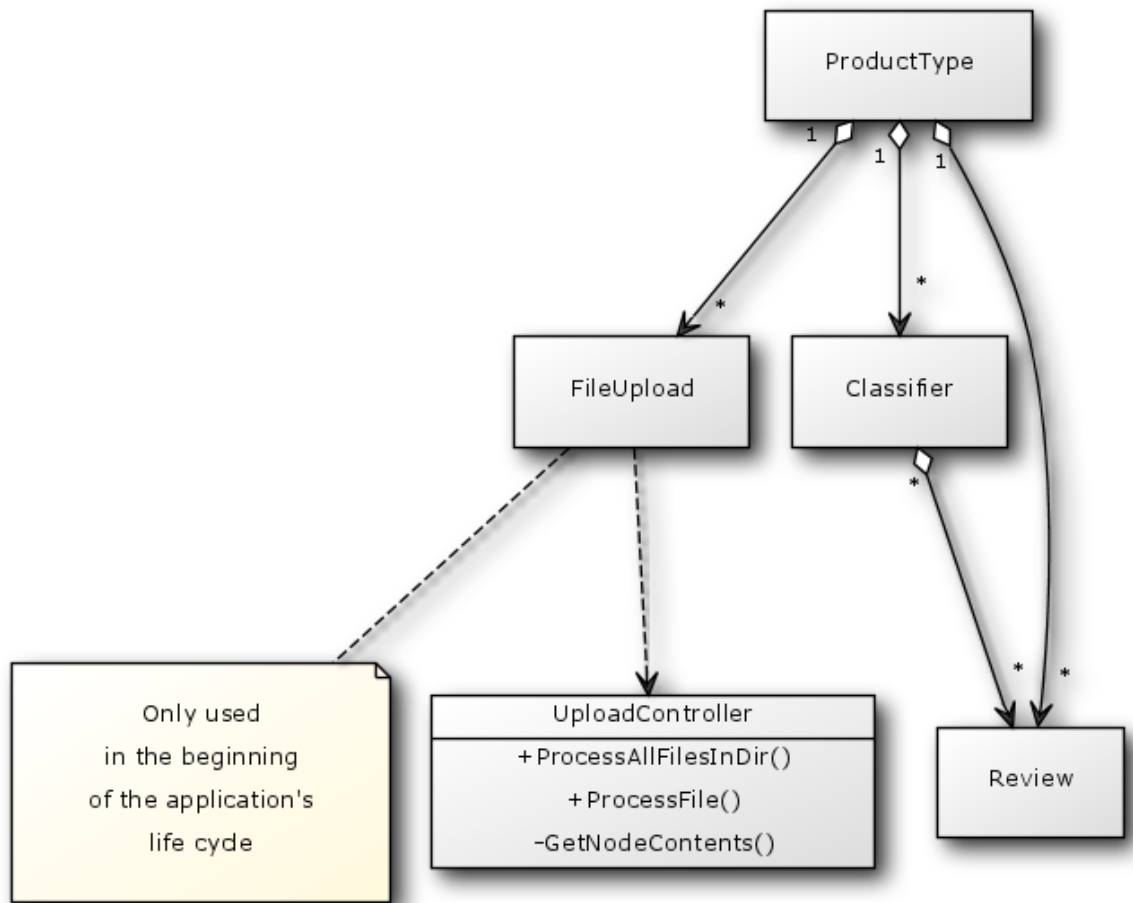 ProductType
1
1
1
*
*
FileUpload
Classifier
*
*
*
Only used
in the beginning
of the application's
life cycle
UploadController
+ProcessAllFilesInDir()
+ProcessFile()
-GetNodeContents()
Review